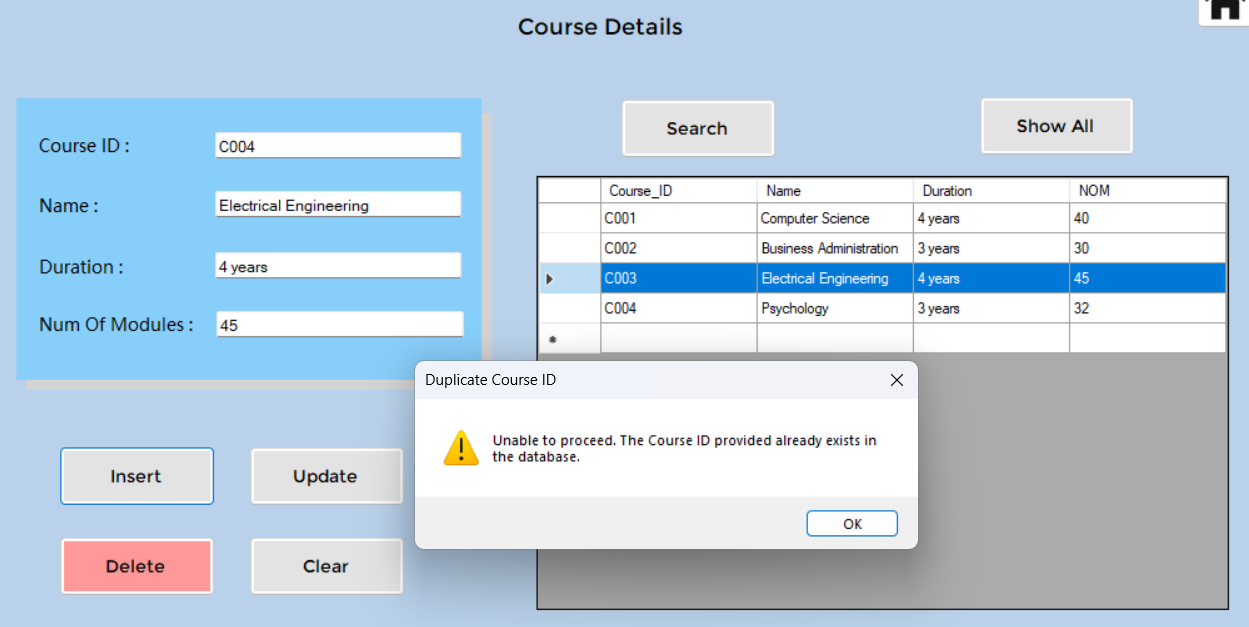 Course Details
Course ID : C004
Name : Electrical Engineering
Duration : 4 years
Num Of Modules : 45
Search Show All
Course_ID Name Duration NOM
C001 Computer Science 4 years 40
C002 Business Administration 3 years 30
C003 Electrical Engineering 4 years 45
C004 Psychology 3 years 32
Duplicate Course ID
Unable to proceed. The Course ID provided already exists in
the database.
OK
Insert Update
Delete Clear